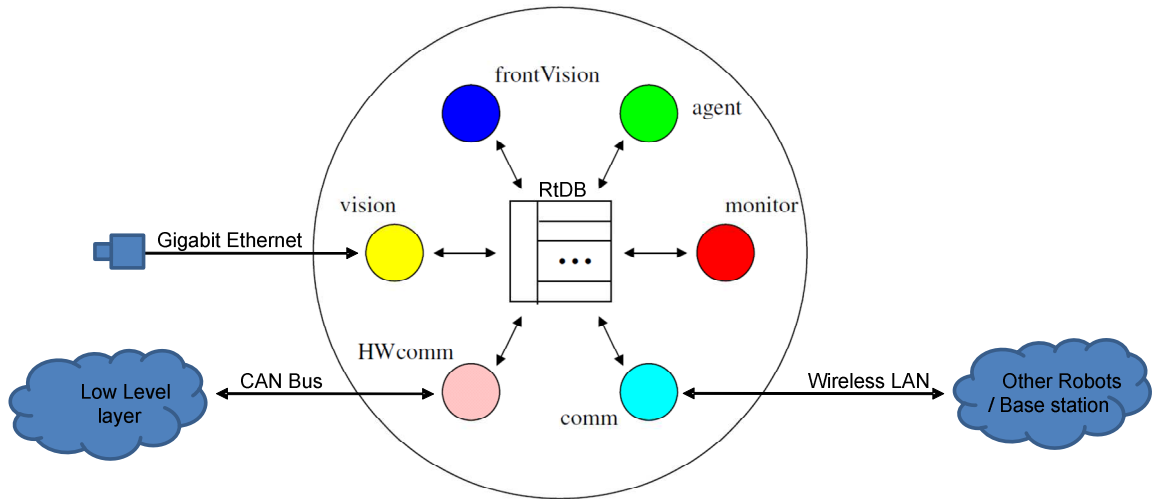 frontVision
agent
RtDB
vision
monitor
Gigabit Ethernet
...
HWcomm
CAN Bus
Low Level
layer
comm
Wireless LAN
Other Robots
/ Base station